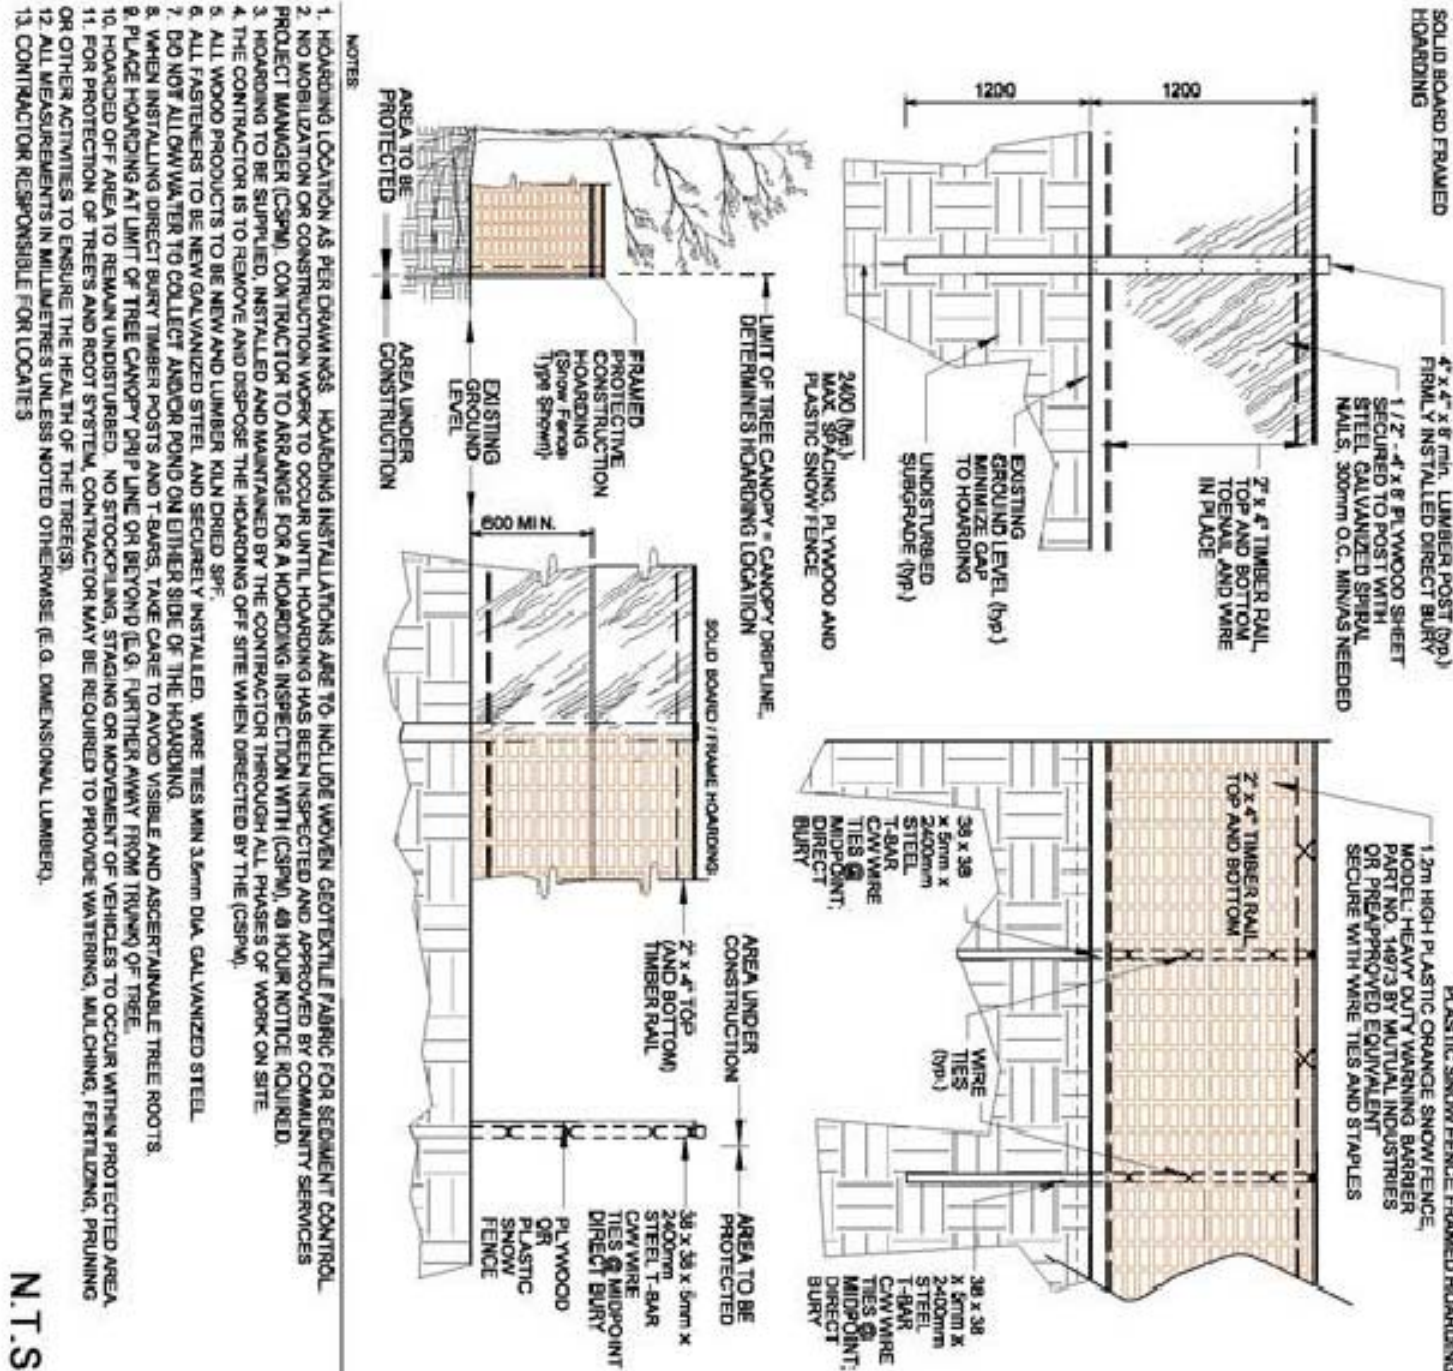 SOLID BOARD FRAMED
HOARDING
4" x 4" x 8' min. LUMBER POST (typ.)
FIRMLY INSTALLED DIRECT BURY
1 / 2" - 4' x 8' PLYWOOD SHEET
SECURED TO POST WITH
STEEL GALVANIZED SPIRAL
NAILS, 300mm O.C., MIN/AS NEEDED
2" x 4" TIMBER RAIL,
TOP AND BOTTOM
TOENAIL AND WIRE
IN PLACE
1200
1200
EXISTING
GROUND LEVEL (typ.)
MINIMIZE GAP
TO HOARDING
UNDISTURBED
SUBGRADE (typ.)
2400 (typ.)
MAX. SPACING, PLYWOOD AND
PLASTIC SNOW FENCE
PLASTIC SNOW FENCE FRAMED HOARDING
1.2m HIGH PLASTIC ORANGE SNOW FENCE,
MODEL: HEAVY DUTY WARNING BARRIER
PART NO. 14973 BY MUTUAL INDUSTRIES
OR PREAPPROVED EQUIVALENT
SECURE WITH WIRE TIES AND STAPLES
2" x 4" TIMBER RAIL,
TOP AND BOTTOM
38 x 38
x 5mm x
2400mm
STEEL
T-BAR
C/W WIRE
TIES @
MIDPOINT;
DIRECT
BURY
WIRE
TIES
(typ.)
38 x 38
x 5mm x
2400mm
STEEL
T-BAR
C/W WIRE
TIES @
MIDPOINT;
DIRECT
BURY
LIMIT OF TREE CANOPY = CANOPY DRIPLINE,
DETERMINES HOARDING LOCATION
FRAMED
PROTECTIVE
CONSTRUCTION
HOARDING
(Snow Fence
Type Shown)
EXISTING
GROUND
LEVEL
AREA TO BE
PROTECTED
AREA UNDER
CONSTRUCTION
SOLID BOARD / FRAME HOARDING
600 MIN.
2" x 4" TOP
(AND BOTTOM)
TIMBER RAIL
AREA UNDER
CONSTRUCTION
AREA TO BE
PROTECTED
38 x 38 x 5mm x
2400mm
STEEL T-BAR
C/W WIRE
TIES @ MIDPOINT
DIRECT BURY
PLYWOOD
OR
PLASTIC
SNOW
FENCE
NOTES:
1. HOARDING LOCATION AS PER DRAWINGS. HOARDING INSTALLATIONS ARE TO INCLUDE WOVEN GEOTEXTILE FABRIC FOR SEDIMENT CONTROL.
2. NO MOBILIZATION OR CONSTRUCTION WORK TO OCCUR UNTIL HOARDING HAS BEEN INSPECTED AND APPROVED BY COMMUNITY SERVICES
PROJECT MANGER (CSPM). CONTRACTOR TO ARRANGE FOR A HOARDING INSPECTION WITH (CSPM), 48 HOUR NOTICE RQUIRED.
3. HOARDING TO BE SUPPLIED, INSTALLED AND MAINTAINED BY THE CONTRACTOR THROUGH ALL PHASES OF WORK ON SITE.
4. THE CONTRACTOR IS TO REMOVE AND DISPOSE THE HOARDING OFF SITE WHEN DIRECTED BY THE (CSPM).
5. ALL WOOD PRODUCTS TO BE NEW AND LUMBER KILN DRIED SPF.
6. ALL FASTENERS TO BE NEW GALVANIZED STEEL AND SECURELY INSTALLED. WIRE TIES MIN 3.5mm DIA. GALVANIZED STEEL.
7. DO NOT ALLOW WATER TO COLLECT AND/OR POND ON EITHER SIDE OF THE HOARDING.
8. WHEN INSTALLING DIRECT BURY TIMBER POSTS AND T-BARS, TAKE CARE TO AVOID VISIBLE AND ASCERTAINABLE TREE ROOTS.
9. PLACE HOARDING AT LIMIT OF TREE CANOPY DRIP LINE OR BEYOND (E.G. FURTHER AWAY FROM TRUNK) OF TREE.
10. HOARDED OFF AREA TO REMAIN UNDISTURBED. NO STOCKPILING, STAGING OR MOVEMENT OF VEHICLES TO OCCUR WITHIN PROTECTED AREA.
11. FOR PROTECTION OF TREE'S AND ROOT SYSTEM, CONTRACTOR MAY BE REQUIRED TO PROVIDE WATERING, MULCHING, FERTILIZING, PRUNING
OR OTHER ACTIVITIES TO ENSURE THE HEALTH OF THE TREE(S).
12. ALL MEASUREMENTS IN MILLIMETRES UNLESS NOTED OTHERWISE (E.G. DIMENSIONAL LUMBER).
13. CONTRACTOR RESPONSIBLE FOR LOCATES
N.T.S